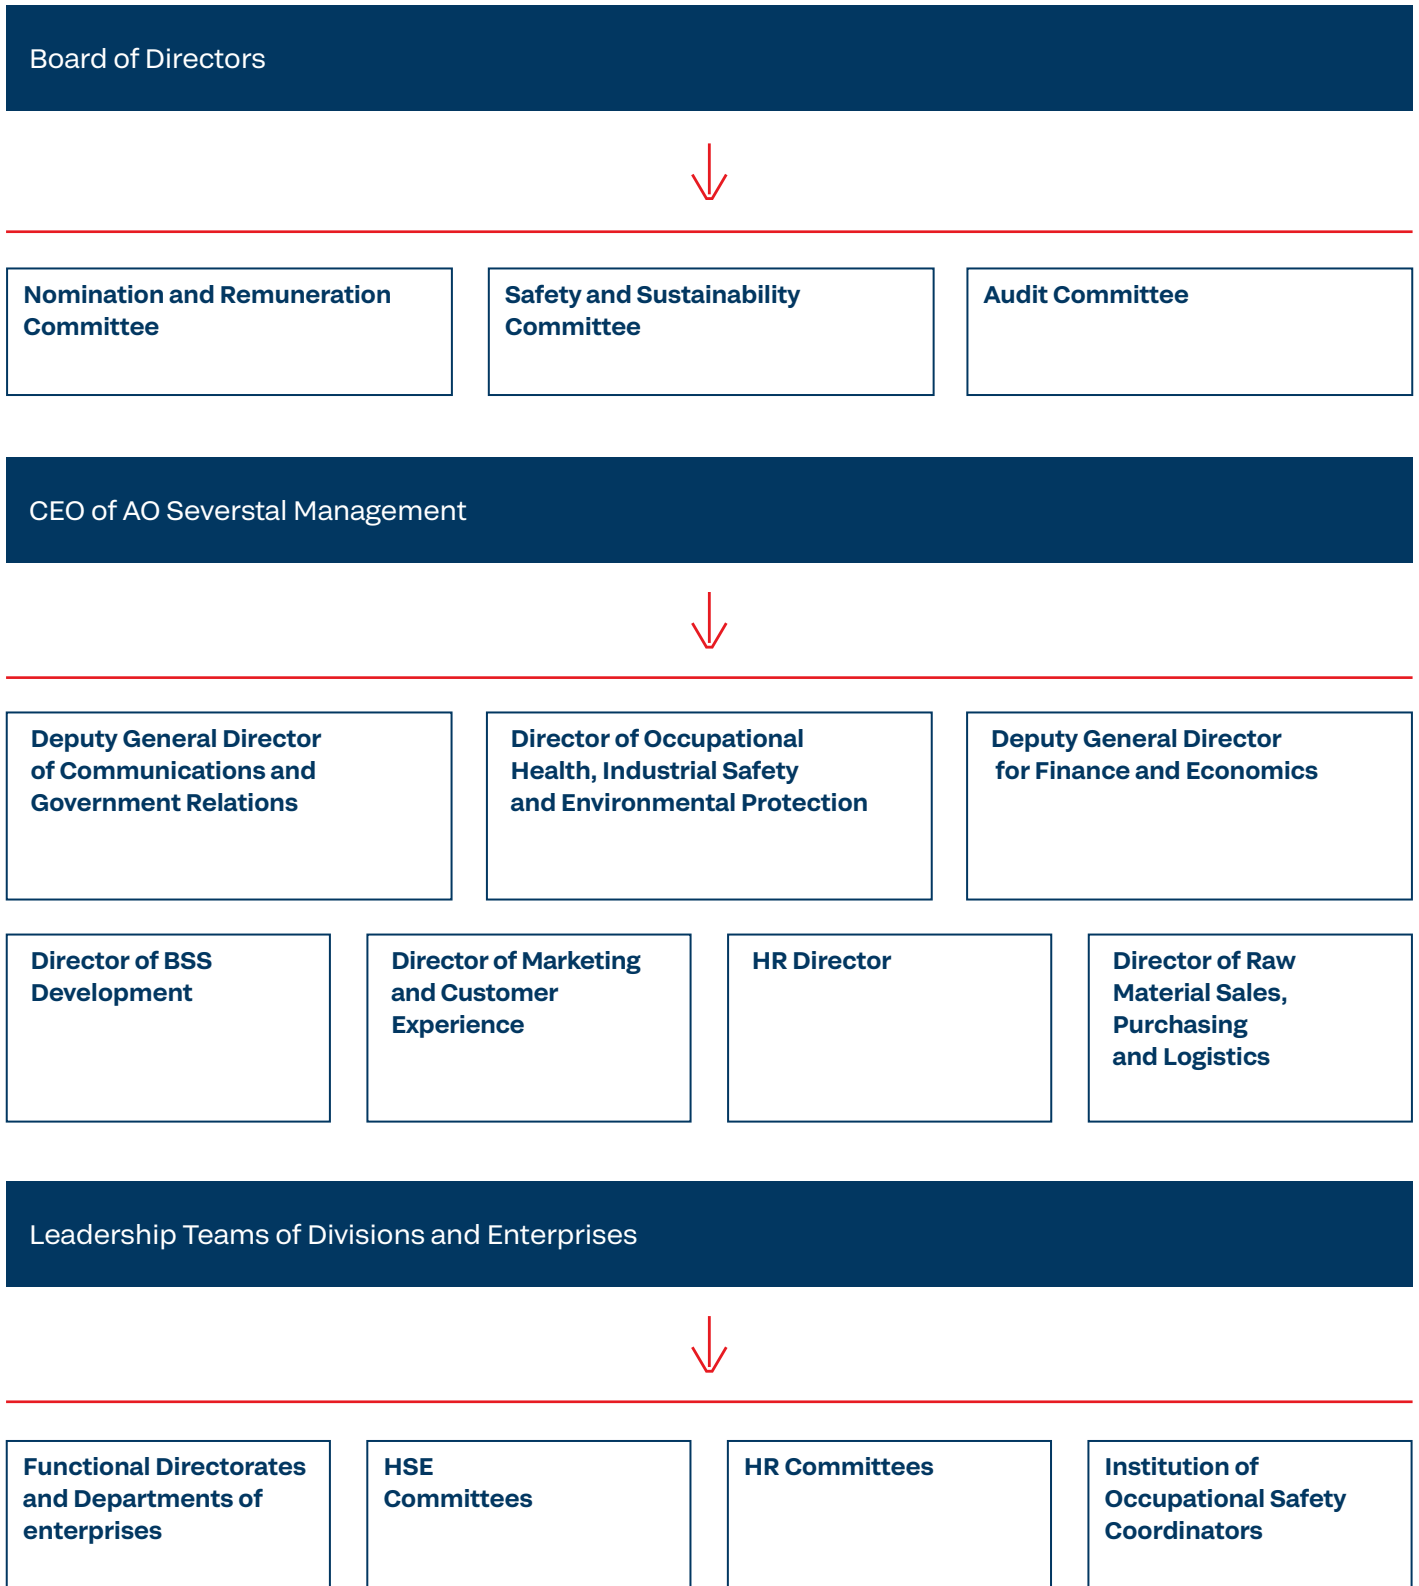 Board of Directors
Nomination and Remuneration
Committee
Safety and Sustainability
Committee
Audit Committee
CEO of AO Severstal Management
Deputy General Director
of Communications and
Government Relations
Director of Occupational
Health, Industrial Safety
and Environmental Protection
Deputy General Director
for Finance and Economics
Director of BSS
Development
Director of Marketing
and Customer
Experience
HR Director
Director of Raw
Material Sales,
Purchasing
and Logistics
Leadership Teams of Divisions and Enterprises
Functional Directorates
and Departments of
enterprises
HSE
Committees
HR Committees
Institution of
Occupational Safety
Coordinators